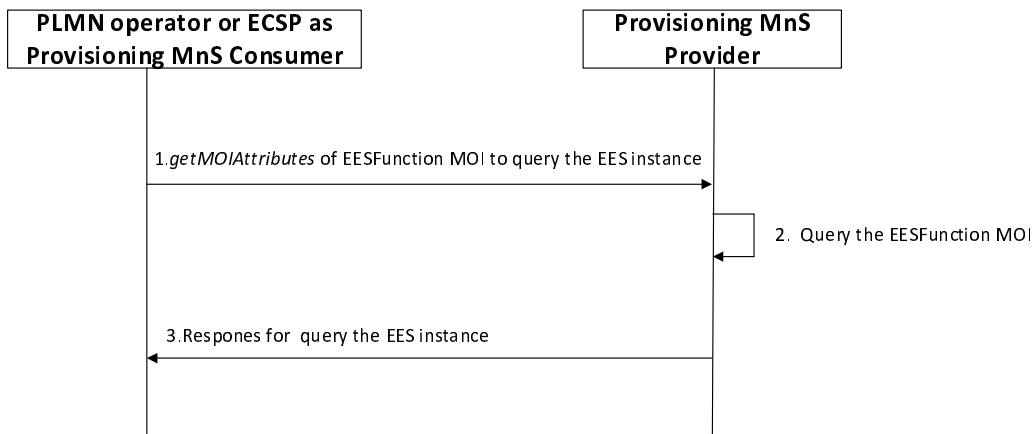 PLMN operator or ECSP as
Provisioning MnS Consumer
Provisioning MnS
Provider
1.getMOIAttributes of EESFunction MOI to query the EES instance
2. Query the EESFunction MOI
3.Respones for query the EES instance